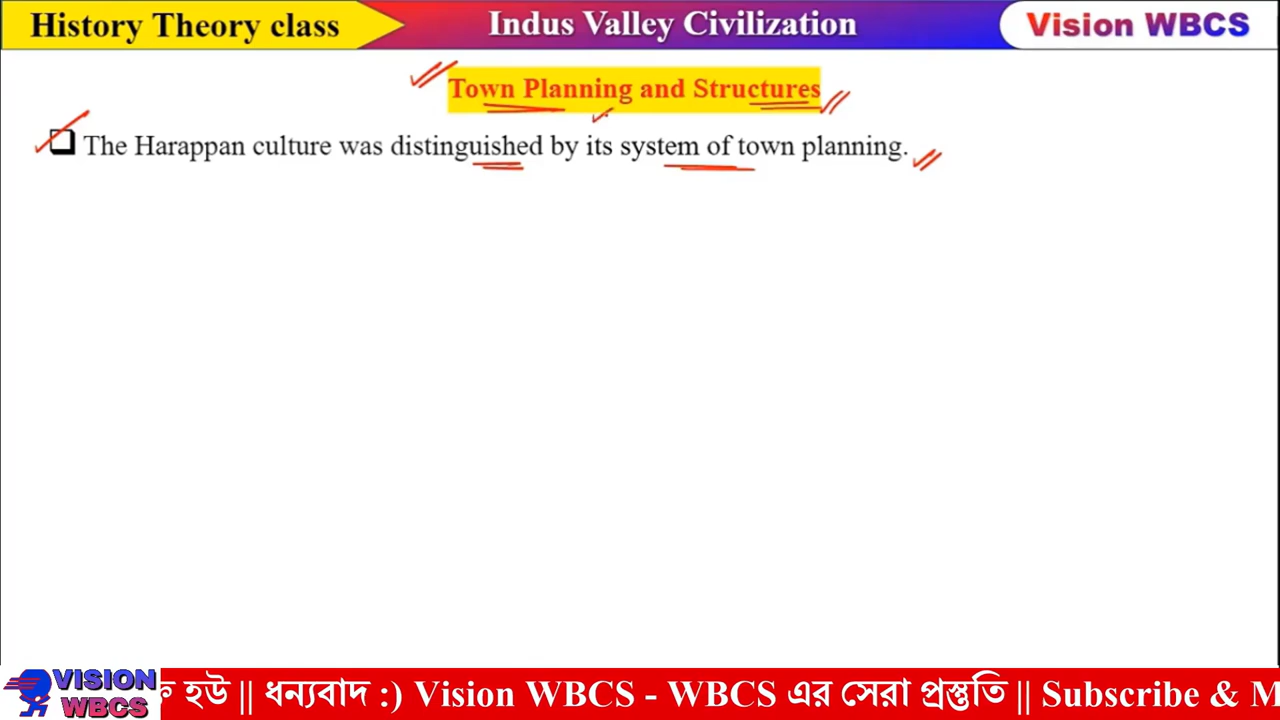 History Theory class
Indus Valley Civilization
Vision WBCS
Town Planning and Structures
The Harappan culture was distinguished by its system of town planning.
VISION
WBCS
হউ || ধন্যবাদ :) Vision WBCS - WBCS এর সেরা প্রস্তুতি || Subscribe & M